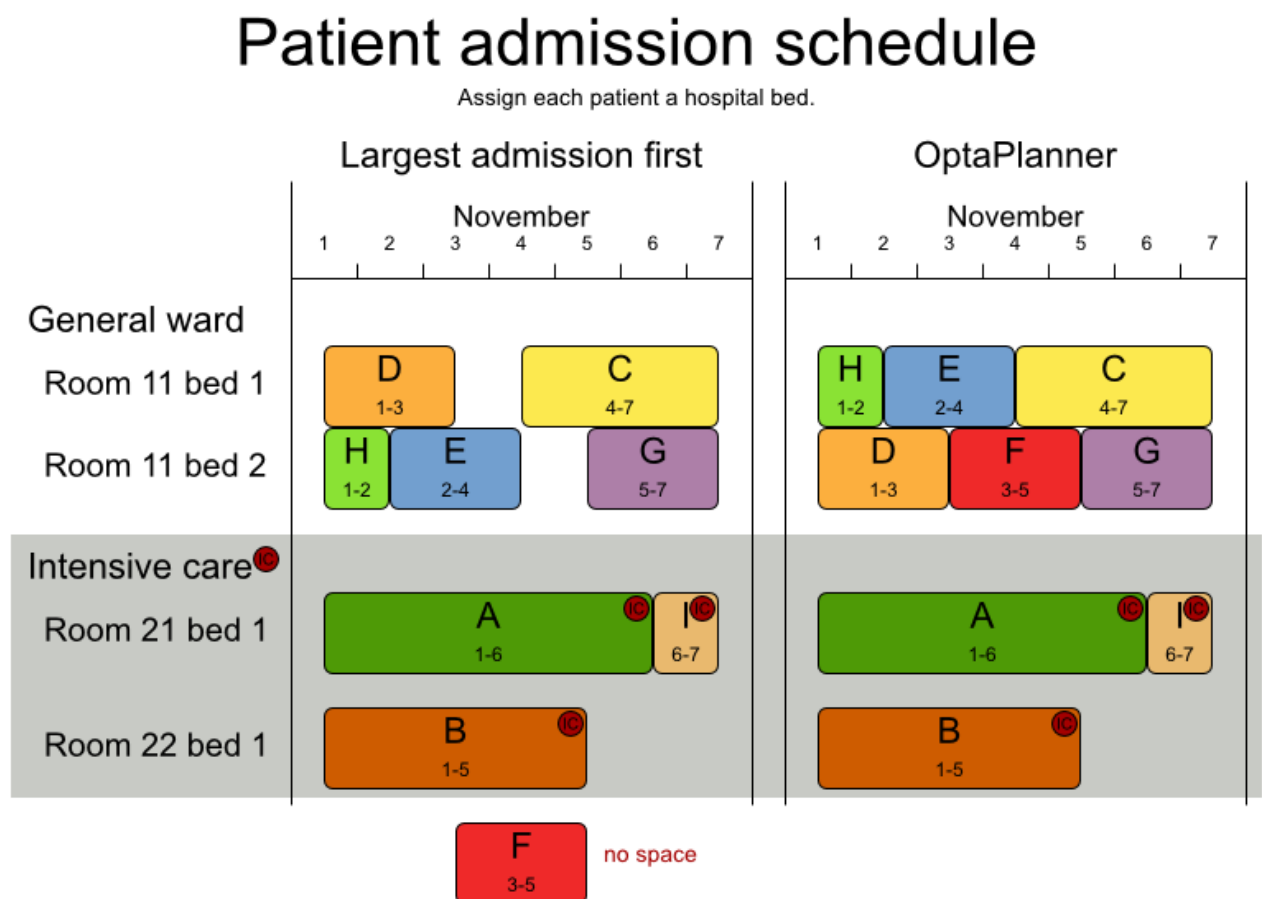 Patient admission schedule
Assign each patient a hospital bed.
Largest admission first
OptaPlanner
November
November
1 2 3 4 5 6 7
1 2 3 4 5 6 7
General ward
Room 11 bed 1
D
1-3
C
4-7
H
1-2
E
2-4
C
4-7
Room 11 bed 2
H
1-2
E
2-4
G
5-7
D
1-3
F
3-5
G
5-7
Intensive care IC
Room 21 bed 1
A IC
1-6
I IC
6-7
A IC
1-6
I IC
6-7
Room 22 bed 1
B IC
1-5
B IC
1-5
F
3-5
no space